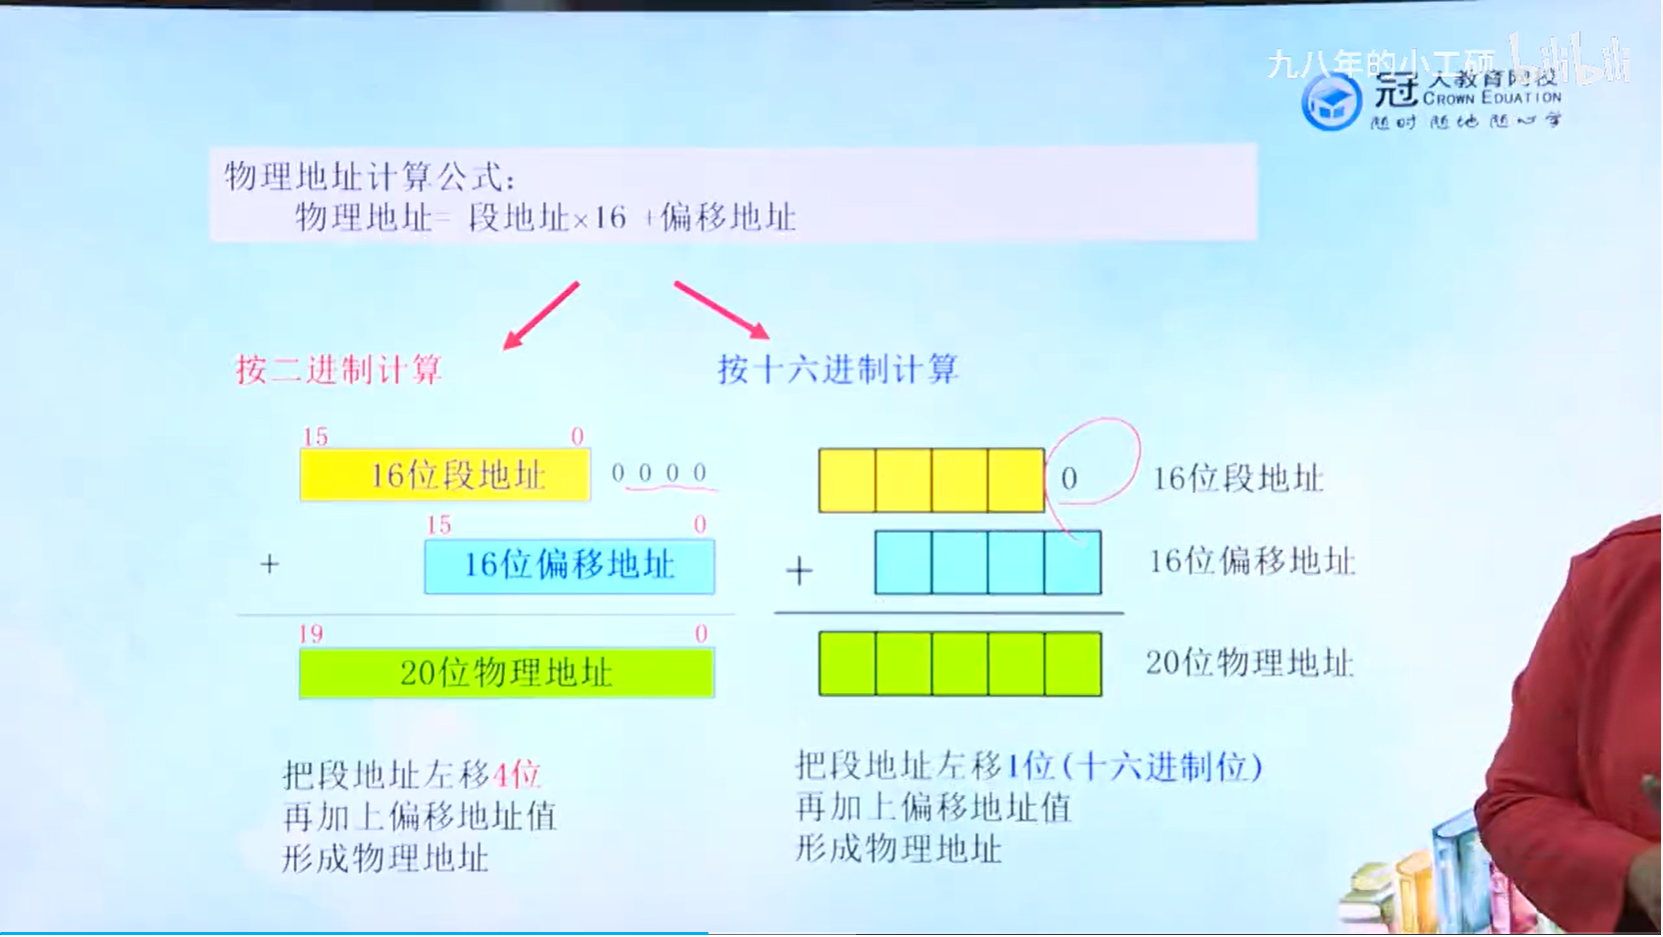 九八年的小工硕 bilibili
冠 人教育网校
CROWN EDUATION
随时 随地 随心学
物理地址计算公式：
物理地址= 段地址×16 +偏移地址
按二进制计算
按十六进制计算
15 0
16位段地址 0 0 0 0
15 0
+ 16位偏移地址
19 0
20位物理地址
0 16位段地址
+ 16位偏移地址
20位物理地址
把段地址左移4位
再加上偏移地址值
形成物理地址
把段地址左移1位(十六进制位)
再加上偏移地址值
形成物理地址